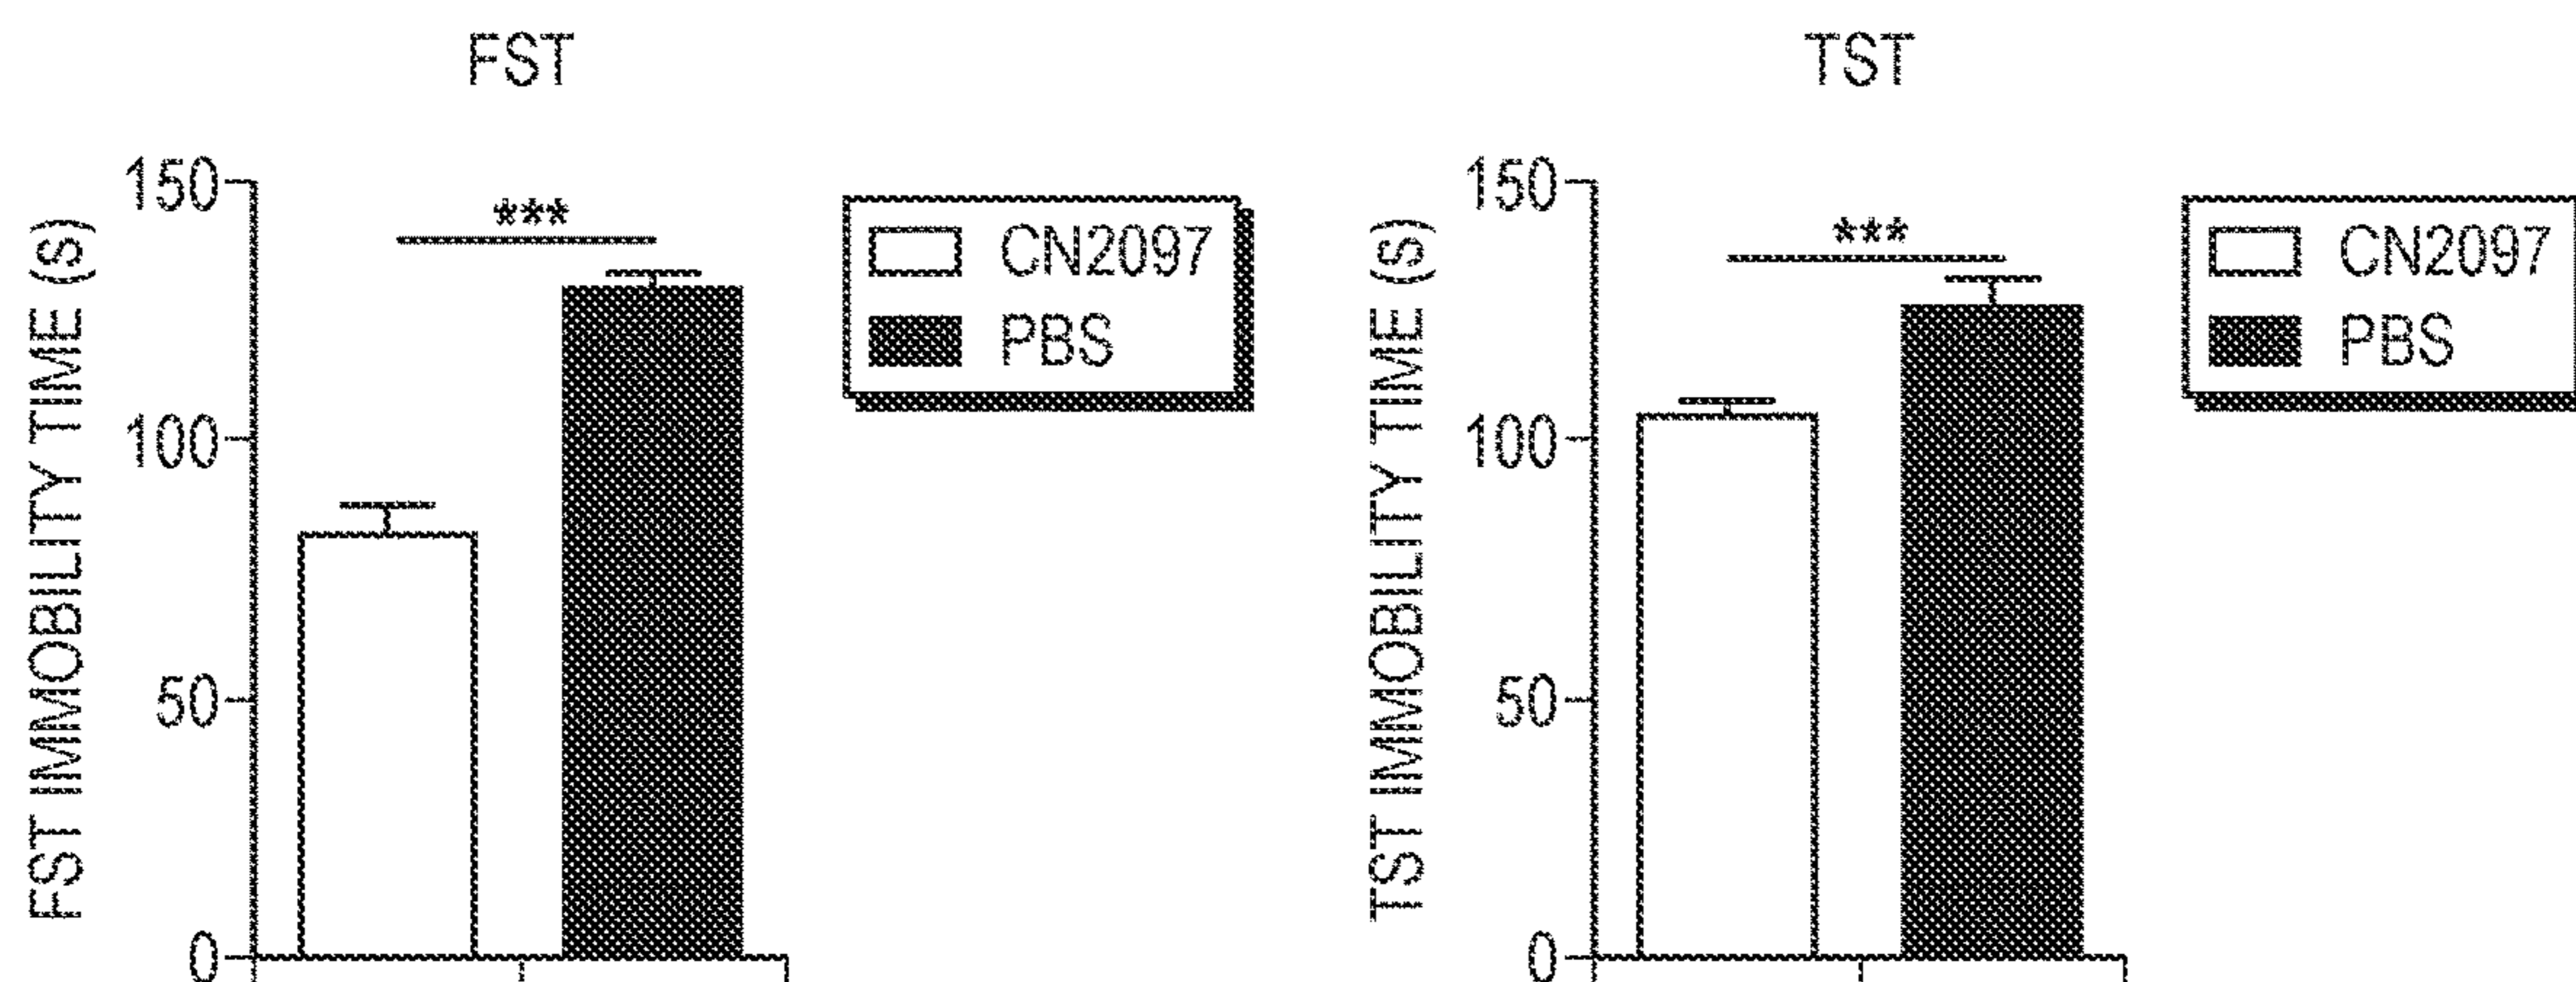 FST
FST IMMOBILITY TIME (s)
150
100
50
0
***
CN2097
PBS
TST
TST IMMOBILITY TIME (s)
150
100
50
0
***
CN2097
PBS